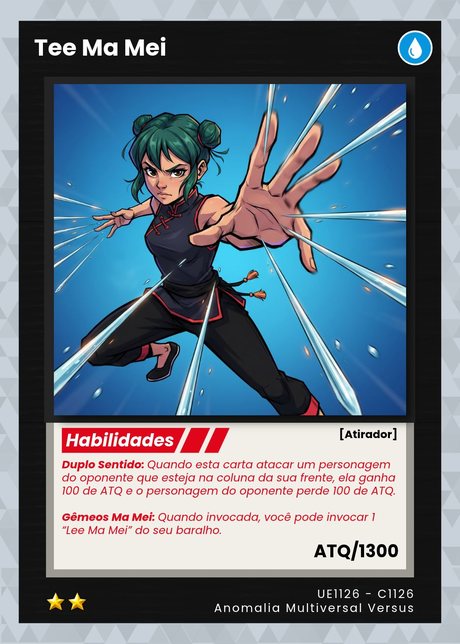 Tee Ma Mei
Habilidades
[Atirador]
Duplo Sentido: Quando esta carta atacar um personagem
do oponente que esteja na coluna da sua frente, ela ganha
100 de ATQ e o personagem do oponente perde 100 de ATQ.
Gêmeos Ma Mei: Quando invocada, você pode invocar 1
“Lee Ma Mei” do seu baralho.
ATQ/1300
UE1126 - C1126
Anomalia Multiversal Versus